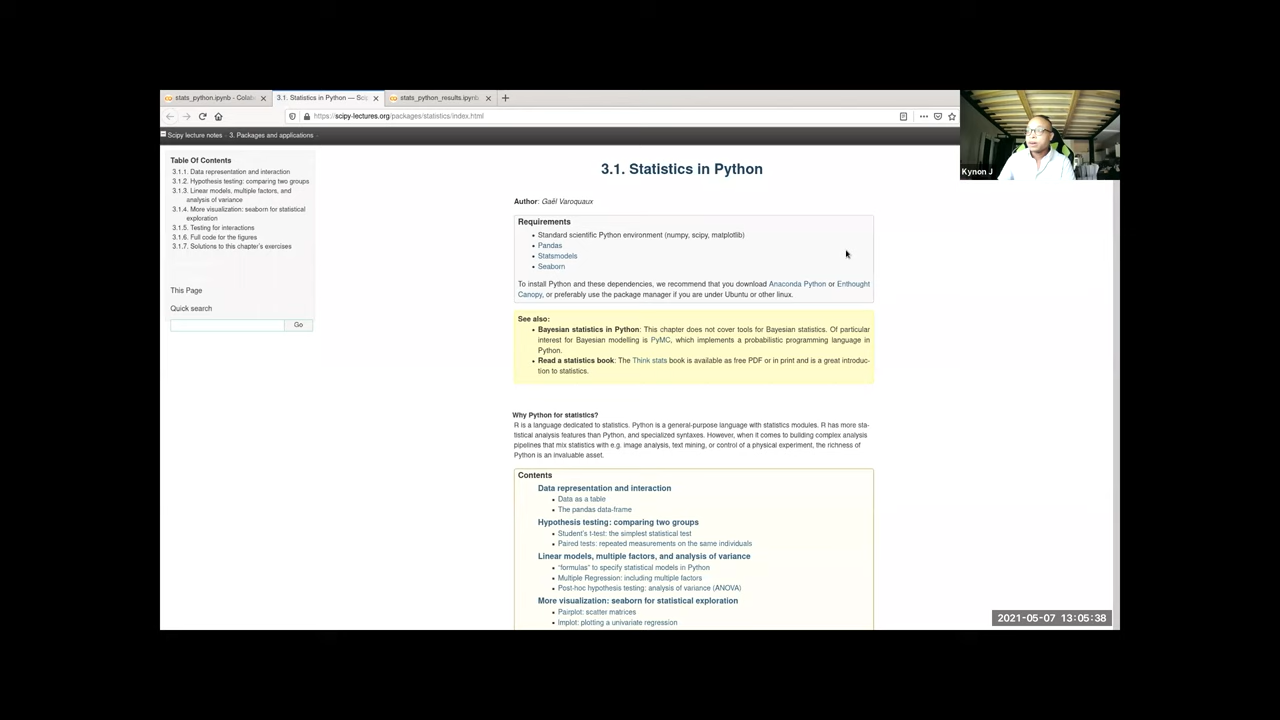 stats_python.ipynb - Colab
3.1. Statistics in Python — Sci
stats_python_results.ipynb
https://scipy-lectures.org/packages/statistics/index.html
Scipy lecture notes
3. Packages and applications
Kynon J
Table Of Contents
3.1.1. Data representation and interaction
3.1.2. Hypothesis testing: comparing two groups
3.1.3. Linear models, multiple factors, and
analysis of variance
3.1.4. More visualization: seaborn for statistical
exploration
3.1.5. Testing for interactions
3.1.6. Full code for the figures
3.1.7. Solutions to this chapter's exercises
This Page
Quick search
Go
3.1. Statistics in Python
Author: Gaël Varoquaux
Requirements
• Standard scientific Python environment (numpy, scipy, matplotlib)
• Pandas
• Statsmodels
• Seaborn
To install Python and these dependencies, we recommend that you download Anaconda Python or Enthought
Canopy, or preferably use the package manager if you are under Ubuntu or other linux.
See also:
• Bayesian statistics in Python: This chapter does not cover tools for Bayesian statistics. Of particular
interest for Bayesian modelling is PyMC, which implements a probabilistic programming language in
Python.
• Read a statistics book: The Think stats book is available as free PDF or in print and is a great introduc-
tion to statistics.
Why Python for statistics?
R is a language dedicated to statistics. Python is a general-purpose language with statistics modules. R has more sta-
tistical analysis features than Python, and specialized syntaxes. However, when it comes to building complex analysis
pipelines that mix statistics with e.g. image analysis, text mining, or control of a physical experiment, the richness of
Python is an invaluable asset.
Contents
Data representation and interaction
• Data as a table
• The pandas data-frame
Hypothesis testing: comparing two groups
• Student's t-test: the simplest statistical test
• Paired tests: repeated measurements on the same individuals
Linear models, multiple factors, and analysis of variance
• "formulas" to specify statistical models in Python
• Multiple Regression: including multiple factors
• Post-hoc hypothesis testing: analysis of variance (ANOVA)
More visualization: seaborn for statistical exploration
• Pairplot: scatter matrices
• lmplot: plotting a univariate regression
2021-05-07 13:05:38